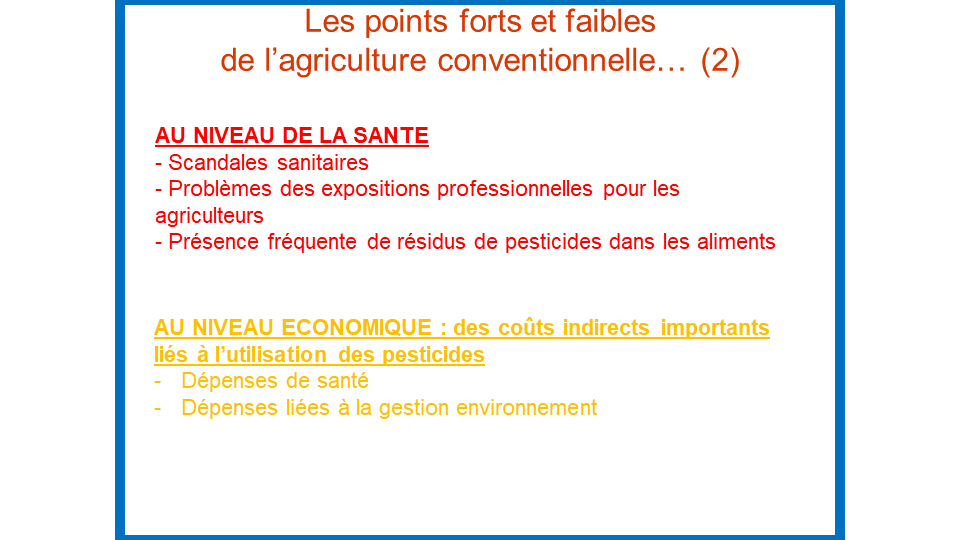 Les points forts et faibles
de l’agriculture conventionnelle… (2)
AU NIVEAU DE LA SANTE
- Scandales sanitaires
- Problèmes des expositions professionnelles pour les
agriculteurs
- Présence fréquente de résidus de pesticides dans les aliments
AU NIVEAU ECONOMIQUE : des coûts indirects importants
liés à l’utilisation des pesticides
- Dépenses de santé
- Dépenses liées à la gestion environnement